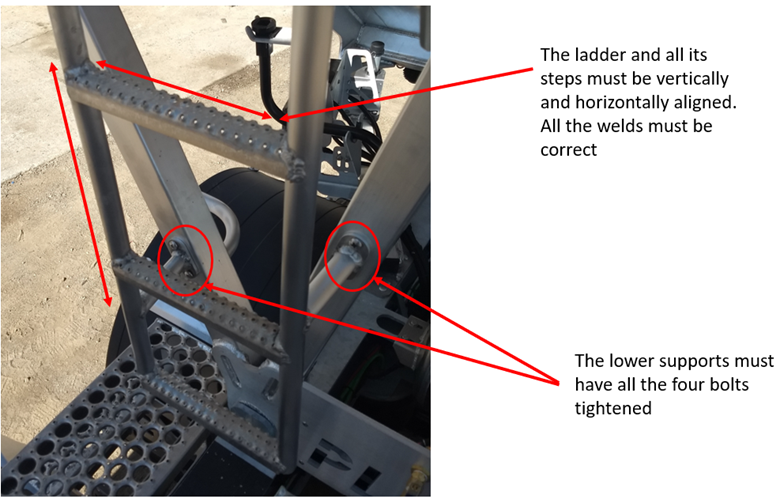 The ladder and all its
steps must be vertically
and horizontally aligned.
All the welds must be
correct
The lower supports must
have all the four bolts
tightened